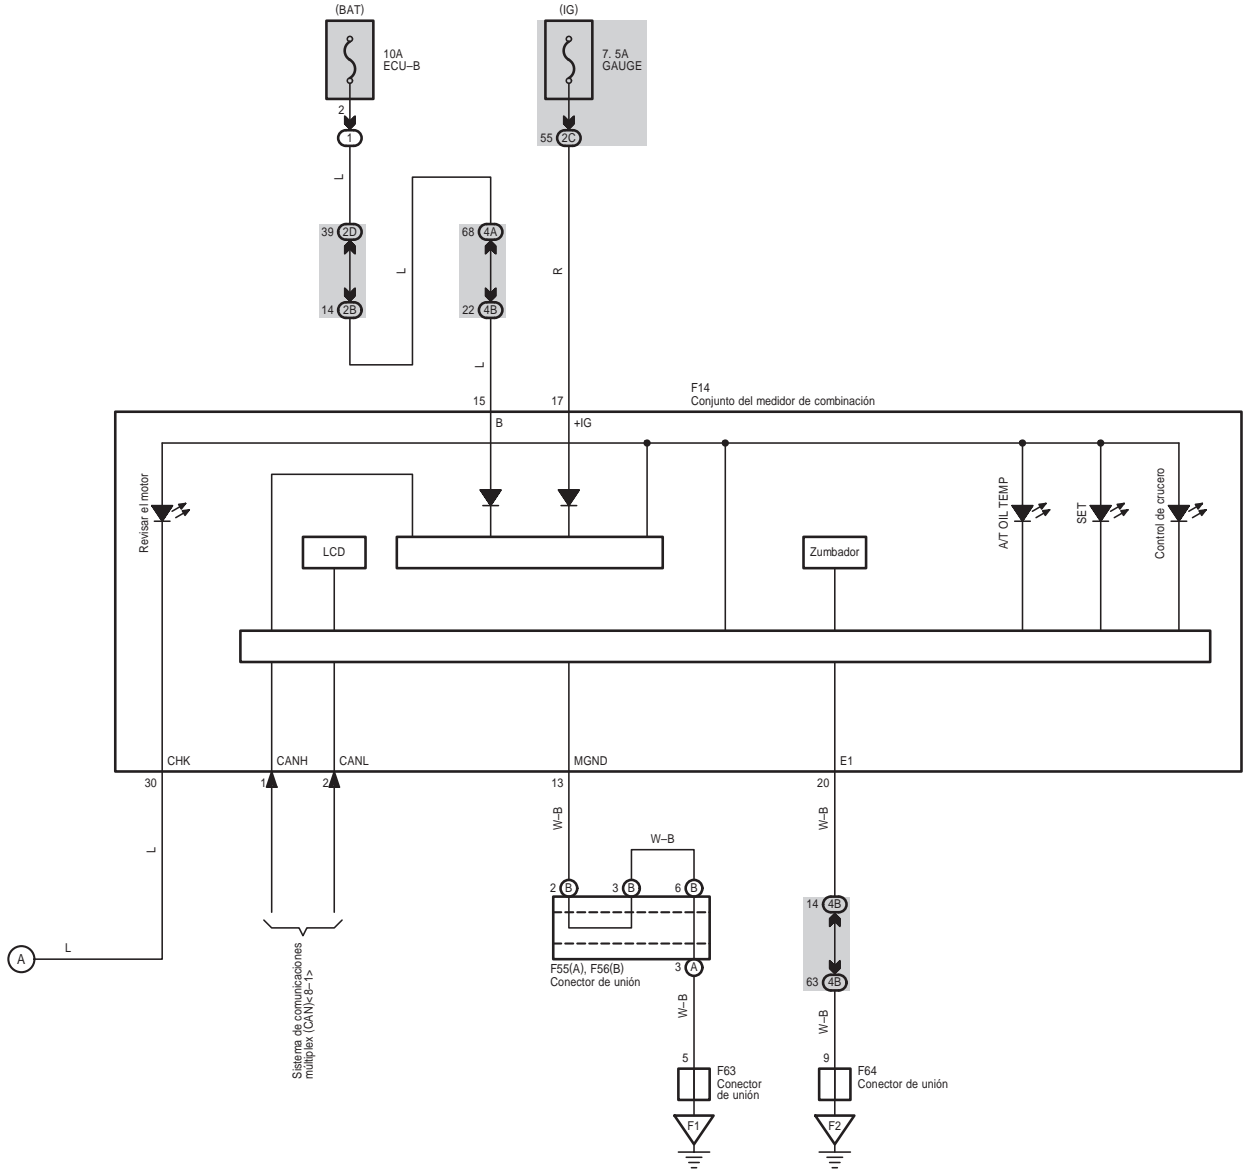 (BAT)
(IG)
10A
ECU–B
7. 5A
GAUGE
2
1
55 2C
L
39 2D
68 4A
L
R
14 2B
22 4B
L
F14
Conjunto del medidor de combinación
15
17
B
+IG
Revisar el motor
A/T OIL TEMP
SET
Control de crucero
LCD
Zumbador
CHK
CANH
CANL
MGND
E1
30
1
2
13
20
L
W–B
W–B
W–B
2 B
3 B
6 B
14 4B
A
L
3 A
F55(A), F56(B)
Conector de unión
63 4B
Sistema de comunicaciones
múltiplex (CAN)<8–1>
W–B
W–B
5
F63
Conector
de unión
9
F64
Conector de unión
F1
F2